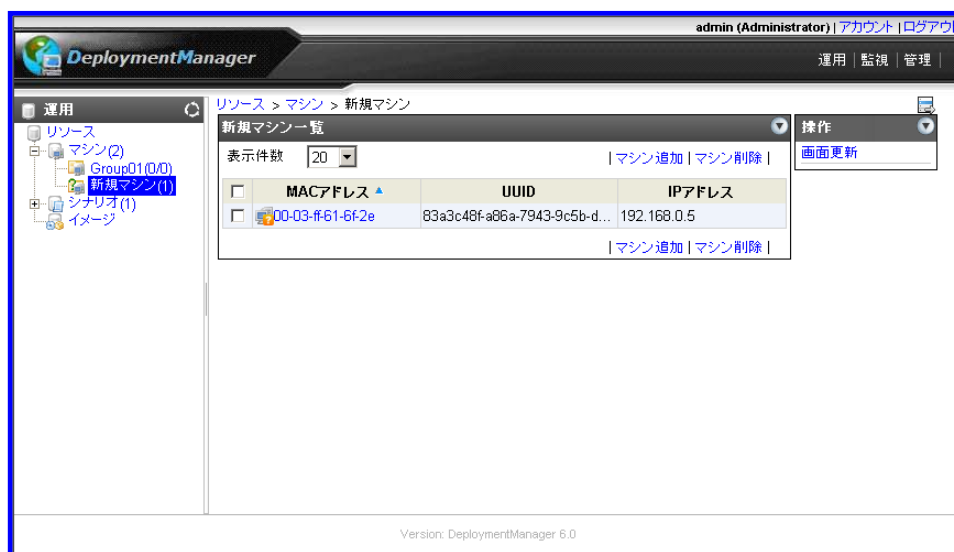 admin (Administrator) | アカウント | ログアウ
DeploymentManager
運用 | 監視 | 管理 |
運用
リソース
マシン(2)
Group01(0/0)
新規マシン(1)
シナリオ(1)
イメージ
リソース > マシン > 新規マシン
新規マシン一覧
表示件数 20 | マシン追加 | マシン削除 |
MACアドレス UUID IPアドレス
00-03-ff-61-6f-2e 83a3c48f-a86a-7943-9c5b-d... 192.168.0.5
| マシン追加 | マシン削除 |
操作
画面更新
Version: DeploymentManager 6.0